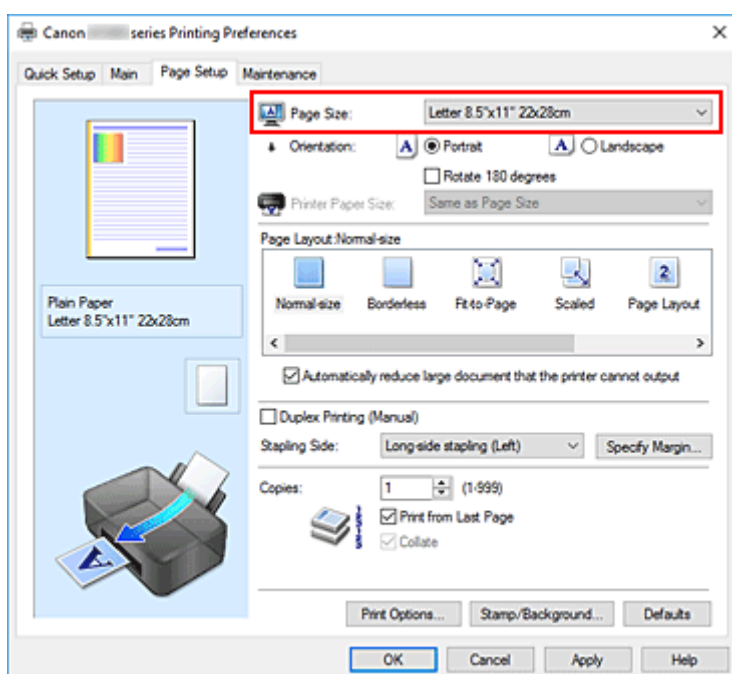 Canon series Printing Preferences
Quick Setup Main Page Setup Maintenance
Page Size: Letter 8.5"x11" 22x28cm
Orientation: A Portrait A Landscape
Rotate 180 degrees
Printer Paper Size: Same as Page Size
Page Layout:Normal-size
Normal-size Borderless Fit-to-Page Scaled Page Layout
Automatically reduce large document that the printer cannot output
Plain Paper
Letter 8.5"x11" 22x28cm
Duplex Printing (Manual)
Stapling Side: Long-side stapling (Left) Specify Margin...
Copies: 1 (1-999)
Print from Last Page
Collate
Print Options... Stamp/Background... Defaults
OK Cancel Apply Help